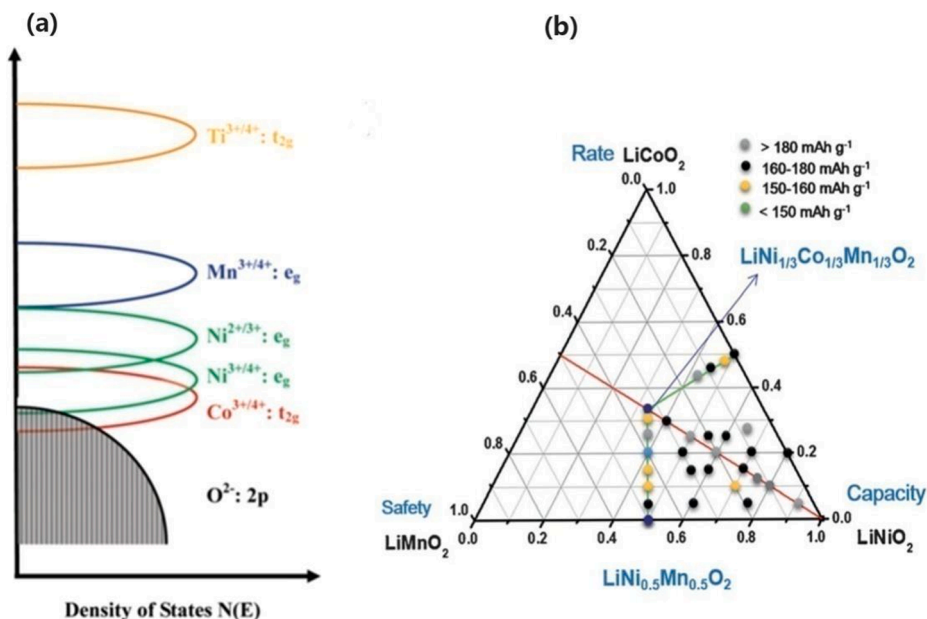 (a)
Ti³⁺/⁴⁺: t₂g
Mn³⁺/⁴⁺: eg
Ni²⁺/³⁺: eg
Ni³⁺/⁴⁺: eg
Co³⁺/⁴⁺: t₂g
O²⁻: 2p
Density of States N(E)
(b)
> 180 mAh g⁻¹
160-180 mAh g⁻¹
150-160 mAh g⁻¹
< 150 mAh g⁻¹
Rate LiCoO₂
0.0 1.0
0.2 0.8
LiNi₁/₃Co₁/₃Mn₁/₃O₂
0.4 0.6
0.6 0.4
0.8 0.2
Safety Capacity
1.0 0.0
LiMnO₂ 0.0 0.2 0.4 0.6 0.8 1.0 LiNiO₂
LiNi₀.₅Mn₀.₅O₂